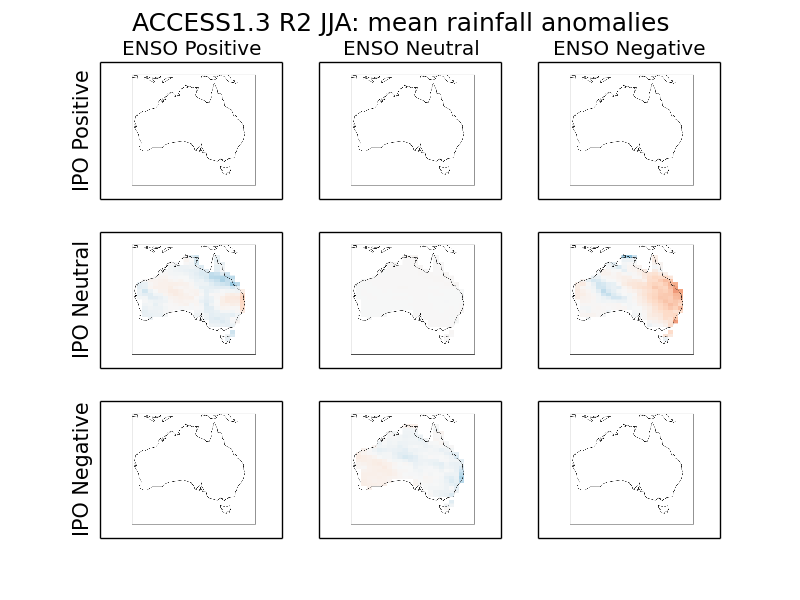 ACCESS1.3 R2 JJA: mean rainfall anomalies
ENSO Positive
ENSO Neutral
ENSO Negative
IPO Positive
IPO Neutral
IPO Negative